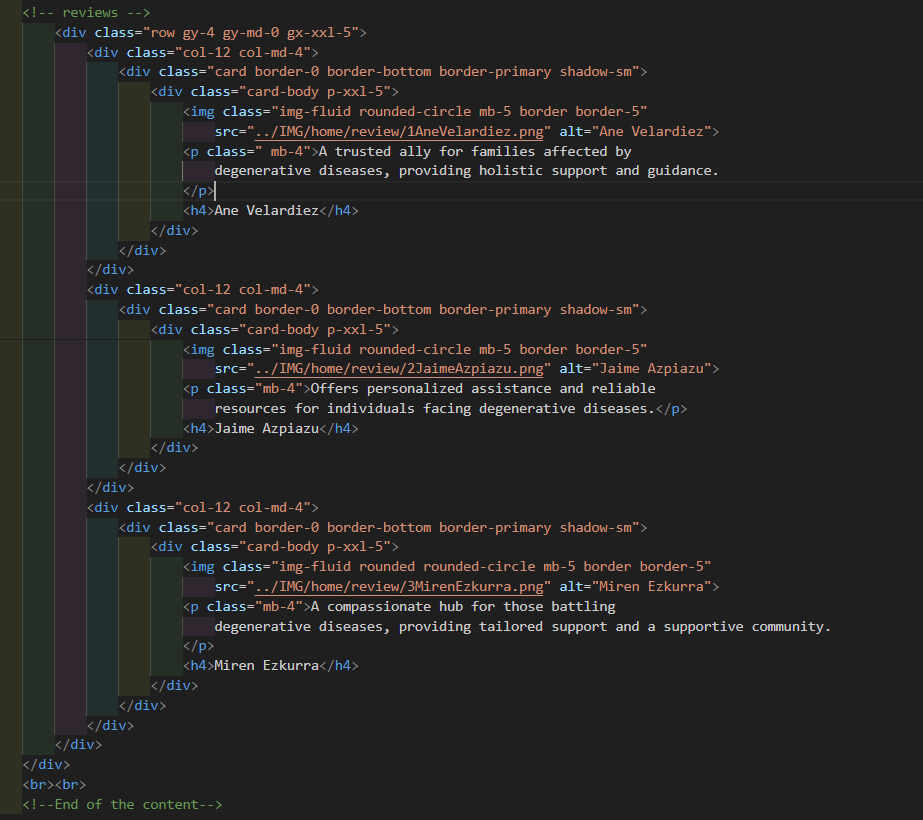 <!-- reviews -->
<div class="row gy-4 gy-md-0 gx-xxl-5">
<div class="col-12 col-md-4">
<div class="card border-0 border-bottom border-primary shadow-sm">
<div class="card-body p-xxl-5">
<img class="img-fluid rounded-circle mb-5 border border-5"
src="../IMG/home/review/1AneVelardiez.png" alt="Ane Velardiez">
<p class=" mb-4">A trusted ally for families affected by
degenerative diseases, providing holistic support and guidance.
</p>
<h4>Ane Velardiez</h4>
</div>
</div>
</div>
<div class="col-12 col-md-4">
<div class="card border-0 border-bottom border-primary shadow-sm">
<div class="card-body p-xxl-5">
<img class="img-fluid rounded-circle mb-5 border border-5"
src="../IMG/home/review/2JaimeAzpiazu.png" alt="Jaime Azpiazu">
<p class="mb-4">Offers personalized assistance and reliable
resources for individuals facing degenerative diseases.</p>
<h4>Jaime Azpiazu</h4>
</div>
</div>
</div>
<div class="col-12 col-md-4">
<div class="card border-0 border-bottom border-primary shadow-sm">
<div class="card-body p-xxl-5">
<img class="img-fluid rounded rounded-circle mb-5 border border-5"
src="../IMG/home/review/3MirenEzkurra.png" alt="Miren Ezkurra">
<p class="mb-4">A compassionate hub for those battling
degenerative diseases, providing tailored support and a supportive community.
</p>
<h4>Miren Ezkurra</h4>
</div>
</div>
</div>
</div>
</div>
<br><br>
<!--End of the content-->